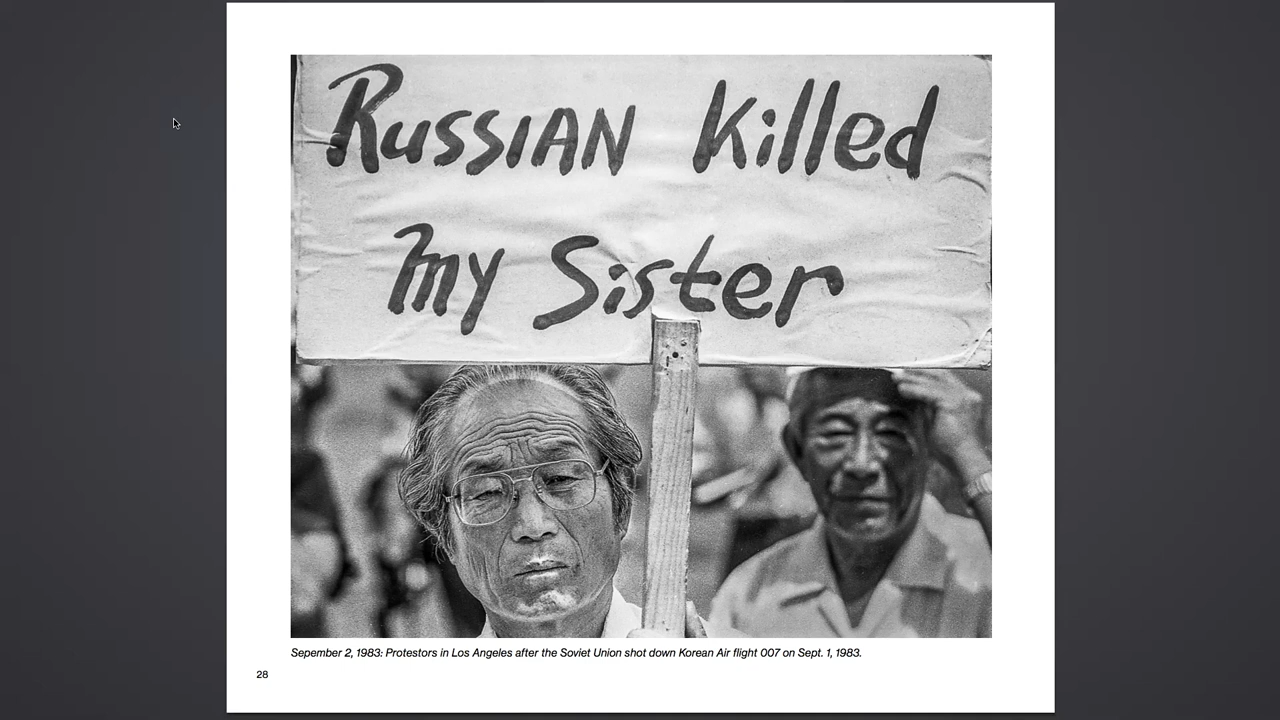 Russian Killed
my Sister
Sepember 2, 1983: Protestors in Los Angeles after the Soviet Union shot down Korean Air flight 007 on Sept. 1, 1983.
28